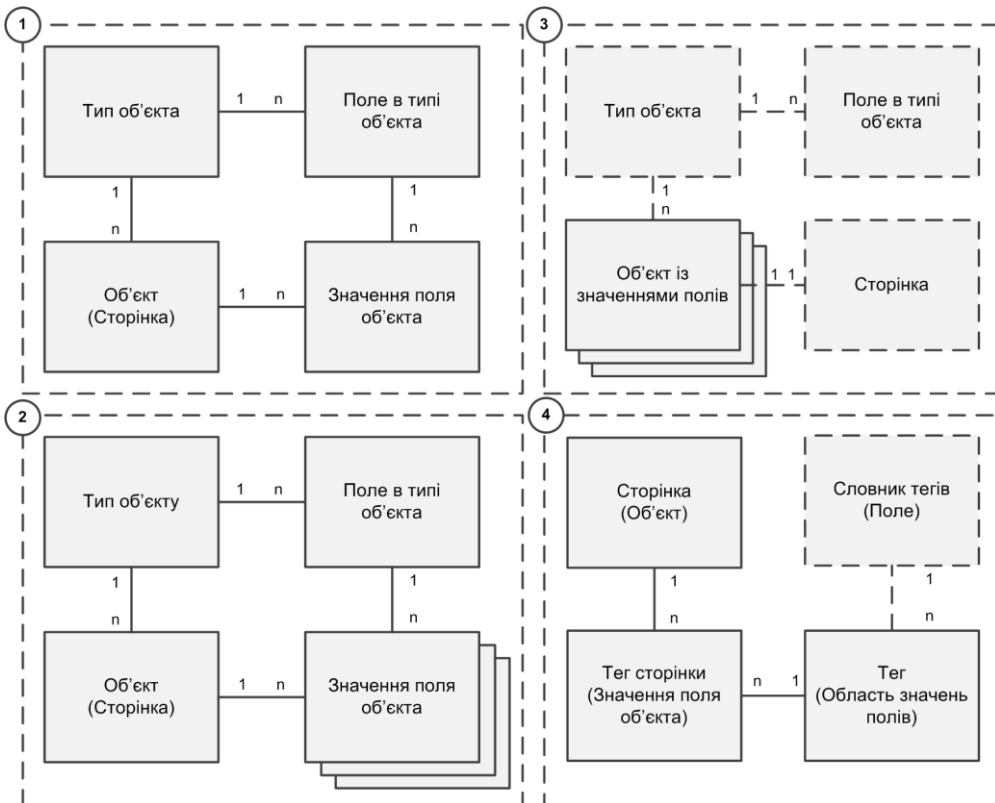 1
Тип об’єкта
1 n
Поле в типі
об’єкта
1
n
1
n
Об’єкт
(Сторінка)
1 n
Значення поля
об’єкта
3
Тип об’єкта
1 n
Поле в типі
об’єкта
1
n
Об’єкт із
значеннями полів
1 1
Сторінка
2
Тип об’єкту
1 n
Поле в типі
об’єкта
1
n
1
n
Об’єкт
(Сторінка)
1 n
Значення поля
об’єкта
4
Сторінка
(Об’єкт)
Словник тегів
(Поле)
1
n
1
n
Тег сторінки
(Значення поля
об’єкта)
n 1
Тег
(Область значень
полів)